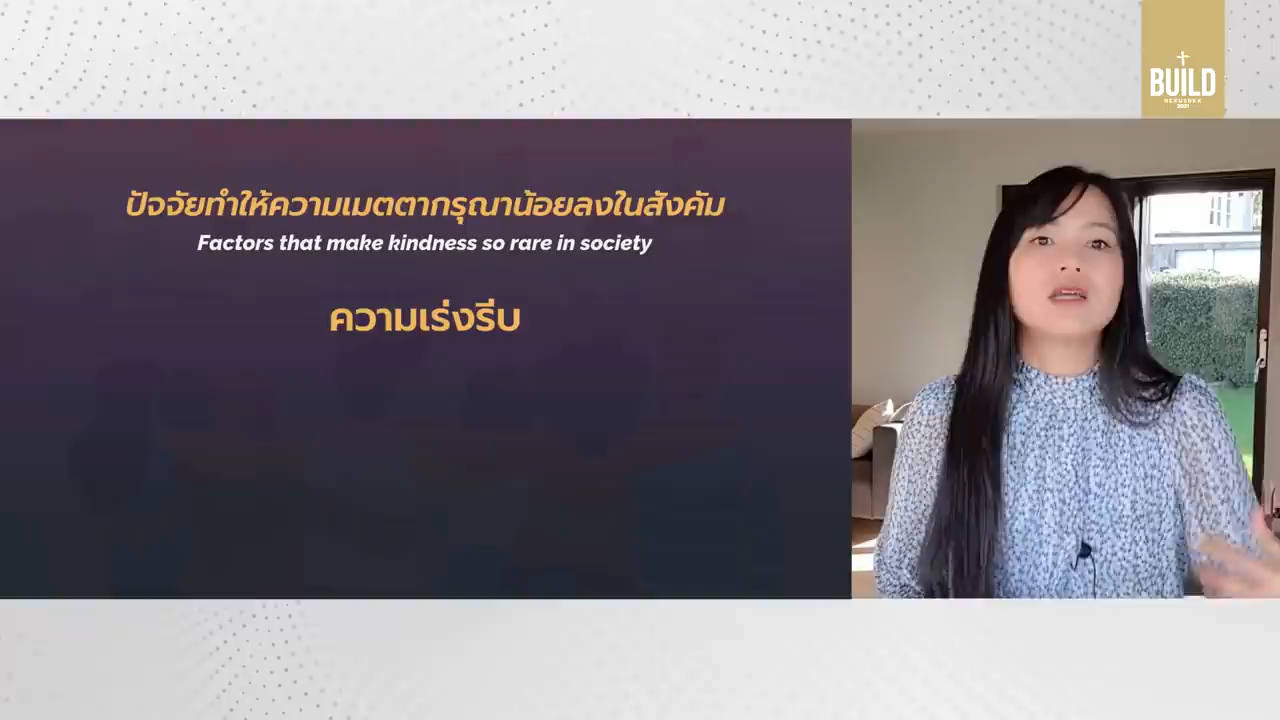 BUILD
NEXUSBKK
2021
ปัจจัยทำให้ความเมตตากรุณาน้อยลงในสังคัม
Factors that make kindness so rare in society
ความเร่งรีบ